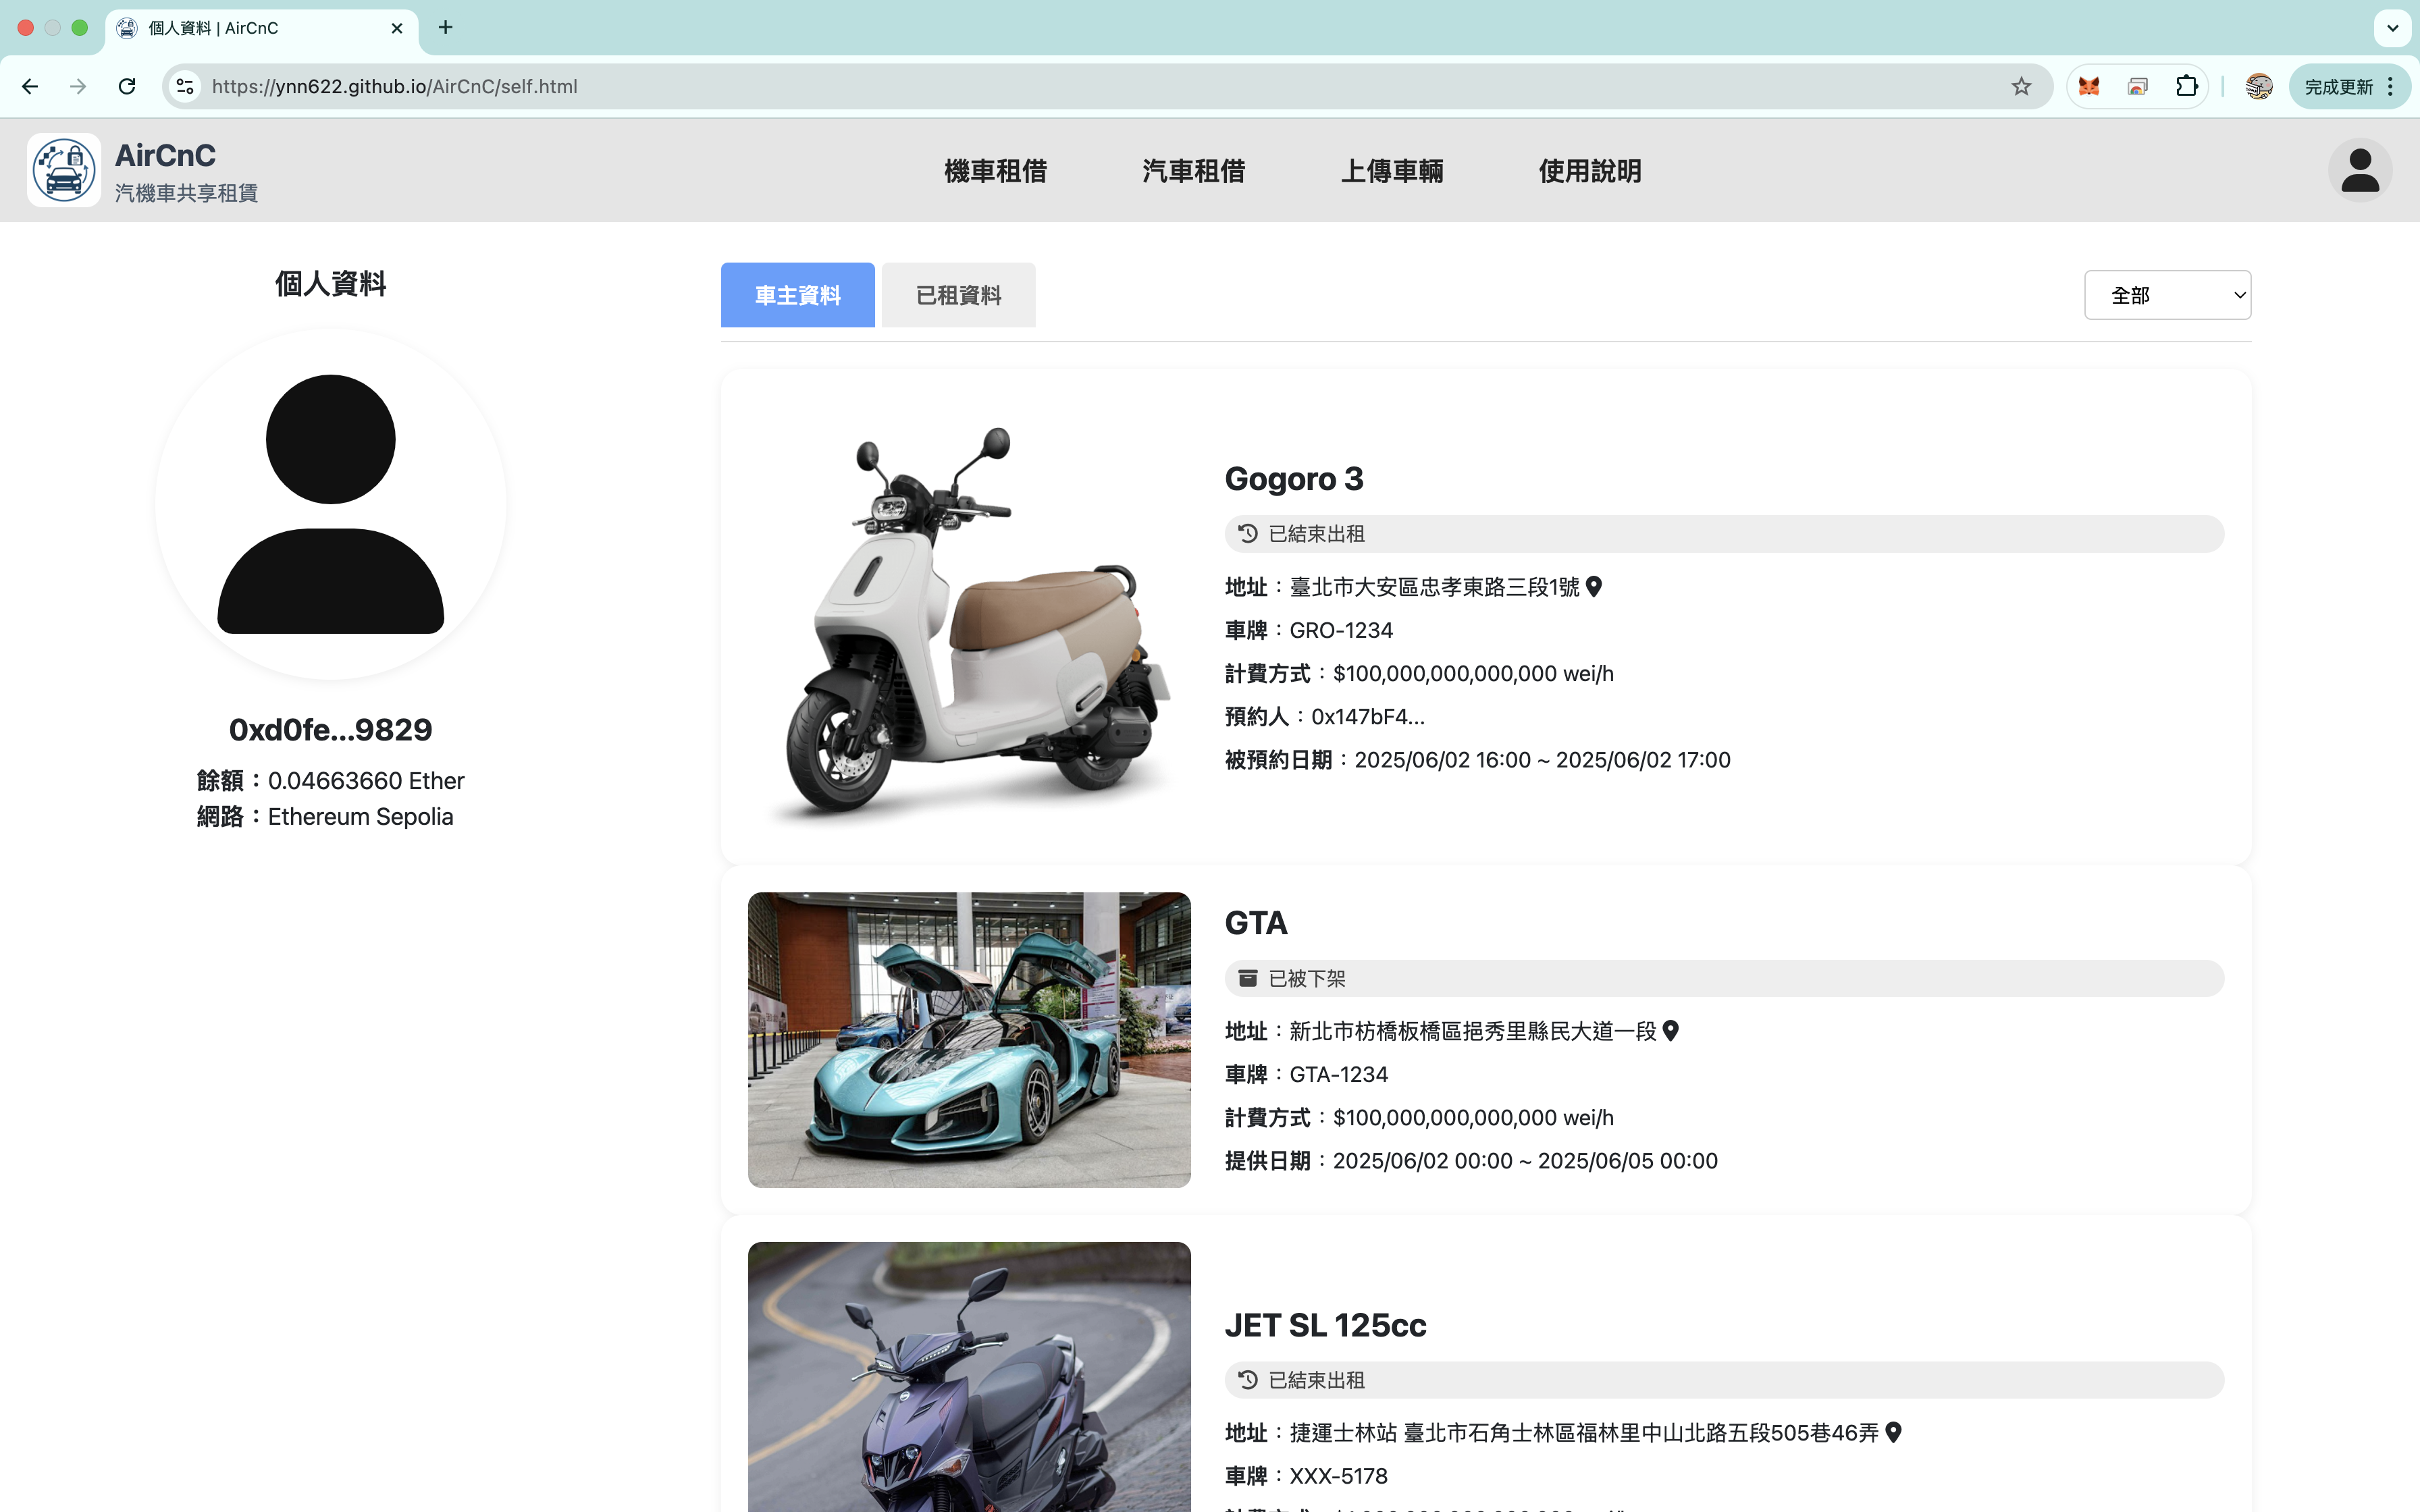 個人資料 | AirCnC
https://ynn622.github.io/AirCnC/self.html
完成更新
AirCnC
汽機車共享租賃
機車租借
汽車租借
上傳車輛
使用說明
個人資料
0xd0fe...9829
餘額：0.04663660 Ether
網路：Ethereum Sepolia
車主資料
已租資料
全部
Gogoro 3
已結束出租
地址：臺北市大安區忠孝東路三段1號
車牌：GRO-1234
計費方式：$100,000,000,000,000 wei/h
預約人：0x147bF4...
被預約日期：2025/06/02 16:00 ~ 2025/06/02 17:00
GTA
已被下架
地址：新北市枋橋板橋區挹秀里縣民大道一段
車牌：GTA-1234
計費方式：$100,000,000,000,000 wei/h
提供日期：2025/06/02 00:00 ~ 2025/06/05 00:00
JET SL 125cc
已結束出租
地址：捷運士林站 臺北市石角士林區福林里中山北路五段505巷46弄
車牌：XXX-5178